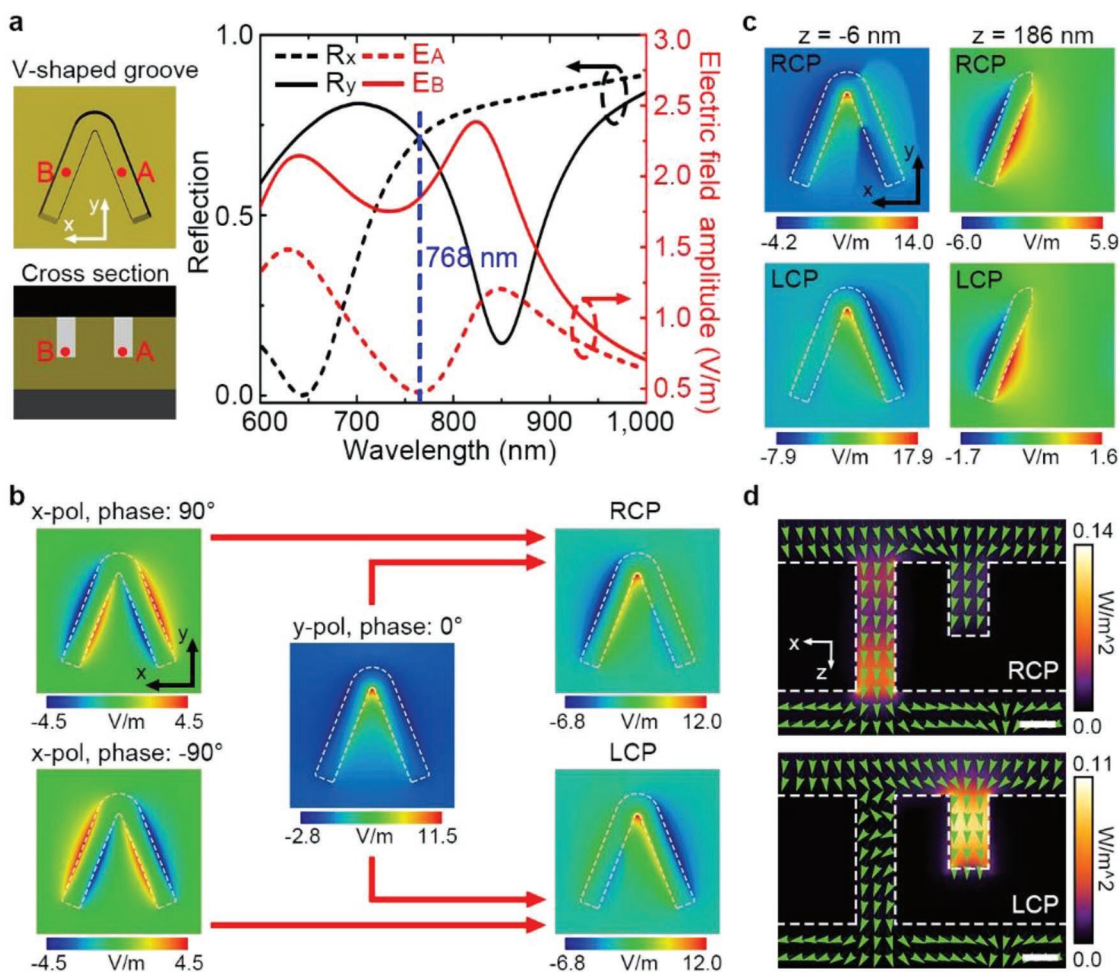 a
V-shaped groove
B
A
y
x
Cross section
B
A
Reflection
1.0
0.5
0.0
Rx
EA
Ry
EB
768 nm
600
700
800
900
1,000
Wavelength (nm)
3.0
2.5
2.0
1.5
1.0
0.5
Electric field amplitude (V/m)
c
z = -6 nm
z = 186 nm
RCP
y
x
RCP
-4.2 V/m 14.0
-6.0 V/m 5.9
LCP
LCP
-7.9 V/m 17.9
-1.7 V/m 1.6
b
x-pol, phase: 90°
y
x
-4.5 V/m 4.5
x-pol, phase: -90°
-4.5 V/m 4.5
y-pol, phase: 0°
-2.8 V/m 11.5
RCP
-6.8 V/m 12.0
LCP
-6.8 V/m 12.0
d
x
z
RCP
0.14
W/m^2
0.0
LCP
0.11
W/m^2
0.0